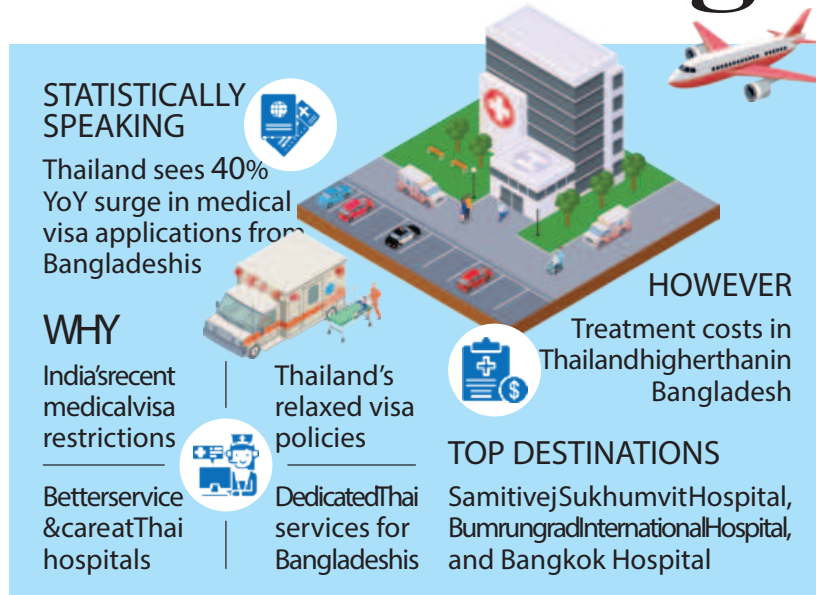 STATISTICALLY
SPEAKING
Thailand sees 40%
YoY surge in medical
visa applications from
Bangladeshis
WHY
India'srecent
medicalvisa
restrictions
Thailand's
relaxed visa
policies
Betterservice
&careatThai
hospitals
DedicatedThai
services for
Bangladeshis
HOWEVER
Treatment costs in
Thailandhigherthanin
Bangladesh
TOP DESTINATIONS
SamitivejSukhumvitHospital,
BumrungradInternationalHospital,
and Bangkok Hospital